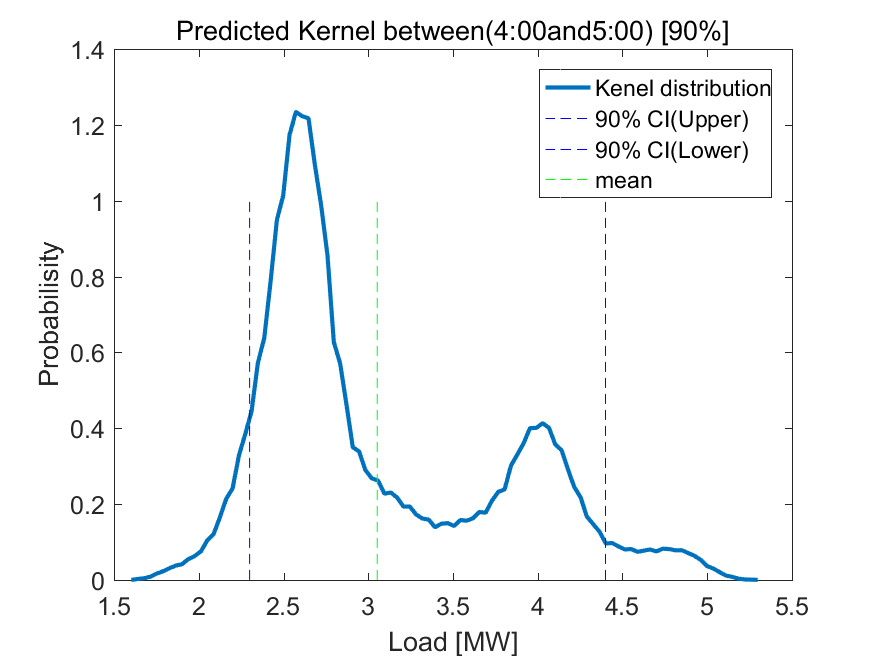 Predicted Kernel between(4:00and5:00) [90%]
1.4
1.2
1
0.8
0.6
0.4
0.2
0
Probabilisity
Kenel distribution
90% CI(Upper)
90% CI(Lower)
mean
1.5 2 2.5 3 3.5 4 4.5 5 5.5
Load [MW]